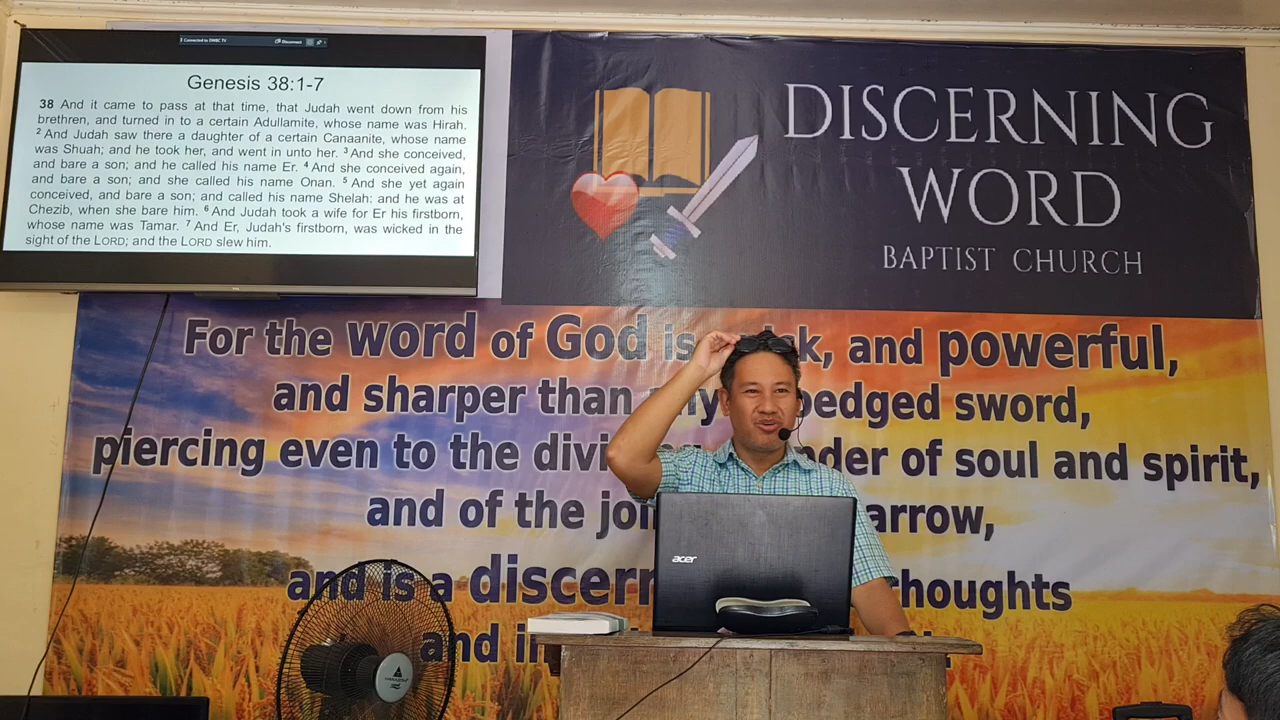 Connected to DWBC TV
Disconnect
Genesis 38:1-7
38 And it came to pass at that time, that Judah went down from his
brethren, and turned in to a certain Adullamite, whose name was Hirah.
2 And Judah saw there a daughter of a certain Canaanite, whose name
was Shuah; and he took her, and went in unto her. 3 And she conceived,
and bare a son; and he called his name Er. 4 And she conceived again,
and bare a son; and she called his name Onan. 5 And she yet again
conceived, and bare a son; and called his name Shelah: and he was at
Chezib, when she bare him. 6 And Judah took a wife for Er his firstborn,
whose name was Tamar. 7 And Er, Judah's firstborn, was wicked in the
sight of the LORD; and the LORD slew him.
DISCERNING
WORD
BAPTIST CHURCH
For the word of God is and powerful,
and sharper than sword,
piercing even to the of soul and spirit,
and of the
and is a thoughts
and
acer